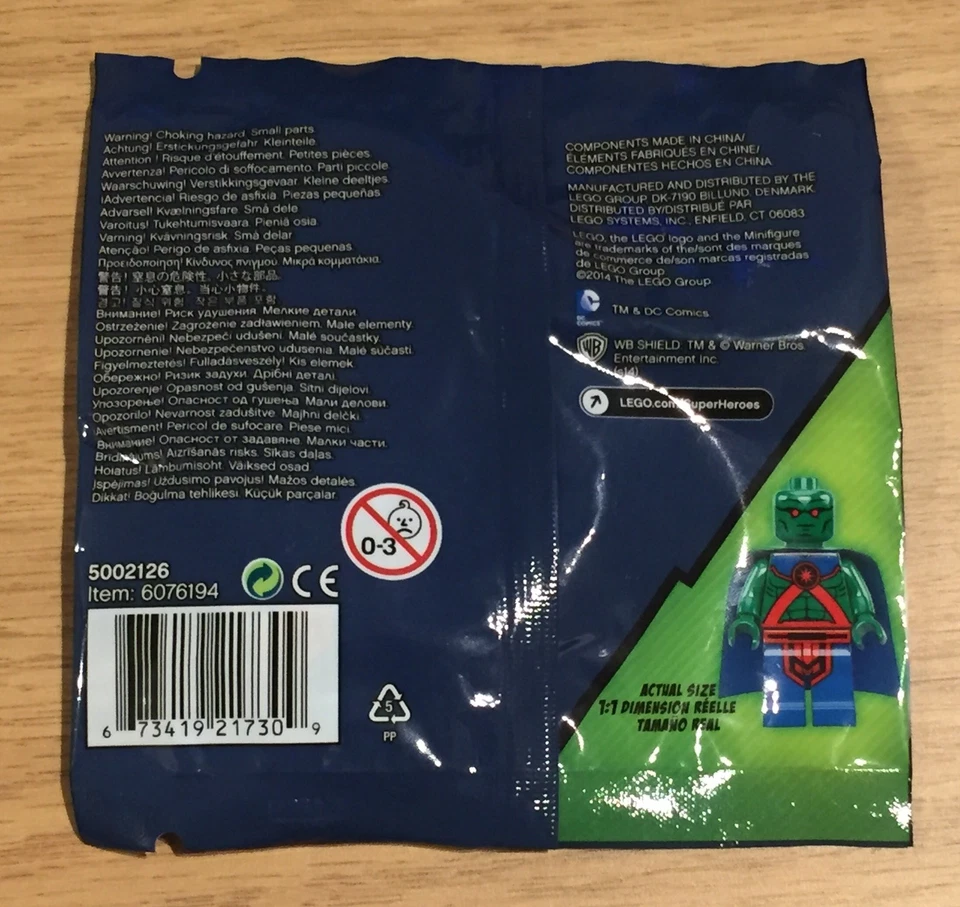 Warning! Choking hazard. Small parts.
Achtung! Erstickungsgefahr. Kleinteile.
Attention ! Risque d'étouffement. Petites pièces.
Avvertenza! Pericolo di soffocamento. Parti piccole.
Waarschuwing! Verstikkingsgevaar. Kleine deeltjes.
¡Advertencia! Riesgo de asfixia. Piezas pequeñas.
Advarsel! Kvælningsfare. Små dele.
Varoitus! Tukehtumisvaara. Pieniä osia.
Varning! Kvävningsrisk. Små delar.
Atenção! Perigo de asfixia. Peças pequenas.
Προειδοποίηση! Κίνδυνος πνιγμού. Μικρά κομματάκια.
警告! 窒息の危険性。小さな部品。
警告! 小心窒息。当心小物件。
경고! 질식 위험. 작은 부품 포함.
Внимание! Риск удушения. Мелкие детали.
Ostrzeżenie! Zagrożenie zadławieniem. Małe elementy.
Upozornění! Nebezpečí udušení. Malé součástky.
Upozornenie! Nebezpečenstvo udusenia. Malé súčasti.
Figyelmeztetés! Fulladásveszély! Kis elemek.
Обережно! Ризик задухи. Дрібні деталі.
Upozorenje! Opasnost od gušenja. Sitni dijelovi.
Упозорење! Опасност од гушења. Мали делови.
Opozorilo! Nevarnost zadušitve. Majhni delčki.
Avertisment! Pericol de sufocare. Piese mici.
Внимание! Опасност от задавяне. Малки части.
Brīdinājums! Aizrīšanās risks. Sīkas daļas.
Hoiatus! Lämbumisoht. Väiksed osad.
Įspėjimas! Uždusimo pavojus! Mažos detalės.
Dikkat! Boğulma tehlikesi. Küçük parçalar.
0-3
5002126
Item: 6076194
CE
6 73419 21730 9
5
PP
COMPONENTS MADE IN CHINA/
ÉLÉMENTS FABRIQUÉS EN CHINE/
COMPONENTES HECHOS EN CHINA.
MANUFACTURED AND DISTRIBUTED BY THE
LEGO GROUP, DK-7190 BILLUND, DENMARK.
DISTRIBUTED BY/DISTRIBUÉ PAR
LEGO SYSTEMS, INC., ENFIELD, CT 06083
LEGO, the LEGO logo and the Minifigure
are trademarks of the/sont des marques
de commerce de/son marcas registradas
de LEGO Group.
©2014 The LEGO Group.
DC COMICS
TM & DC Comics.
WB
WB SHIELD: TM & © Warner Bros.
Entertainment Inc.
(s14)
LEGO.com/SuperHeroes
ACTUAL SIZE
1:1 DIMENSION RÉELLE
TAMAÑO REAL